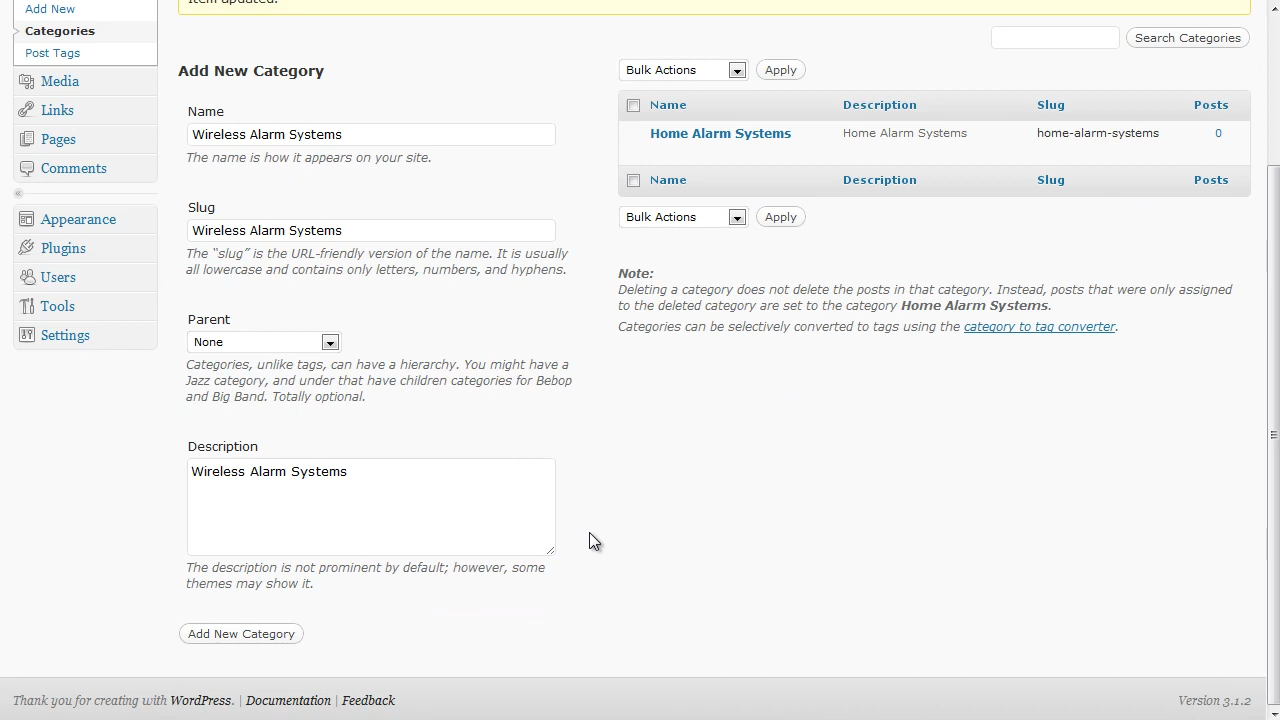 Add New
Categories
Post Tags
Media
Links
Pages
Comments
Appearance
Plugins
Users
Tools
Settings
Item updated.
Search Categories
Add New Category
Name
Wireless Alarm Systems
The name is how it appears on your site.
Slug
Wireless Alarm Systems
The “slug” is the URL-friendly version of the name. It is usually
all lowercase and contains only letters, numbers, and hyphens.
Parent
None
Categories, unlike tags, can have a hierarchy. You might have a
Jazz category, and under that have children categories for Bebop
and Big Band. Totally optional.
Description
Wireless Alarm Systems
The description is not prominent by default; however, some
themes may show it.
Add New Category
Bulk Actions Apply
Name Description Slug Posts
Home Alarm Systems Home Alarm Systems home-alarm-systems 0
Name Description Slug Posts
Bulk Actions Apply
Note:
Deleting a category does not delete the posts in that category. Instead, posts that were only assigned
to the deleted category are set to the category Home Alarm Systems.
Categories can be selectively converted to tags using the category to tag converter.
Thank you for creating with WordPress. | Documentation | Feedback
Version 3.1.2